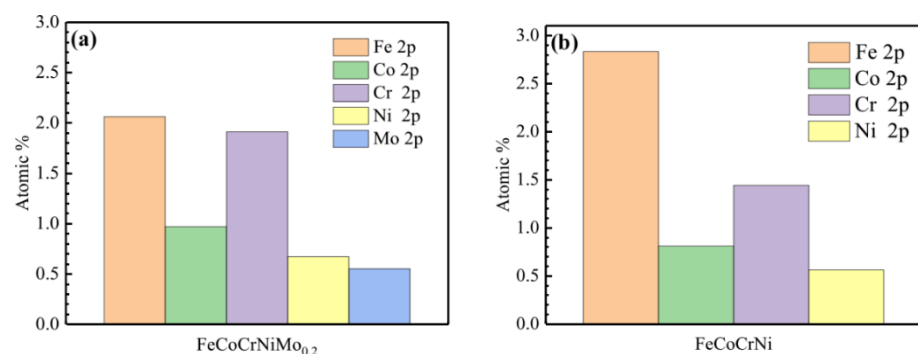 (a)
Fe 2p
Co 2p
Cr 2p
Ni 2p
Mo 2p
Atomic %
3.0
2.5
2.0
1.5
1.0
0.5
0.0
FeCoCrNiMo0.2
(b)
Fe 2p
Co 2p
Cr 2p
Ni 2p
Atomic %
3.0
2.5
2.0
1.5
1.0
0.5
0.0
FeCoCrNi